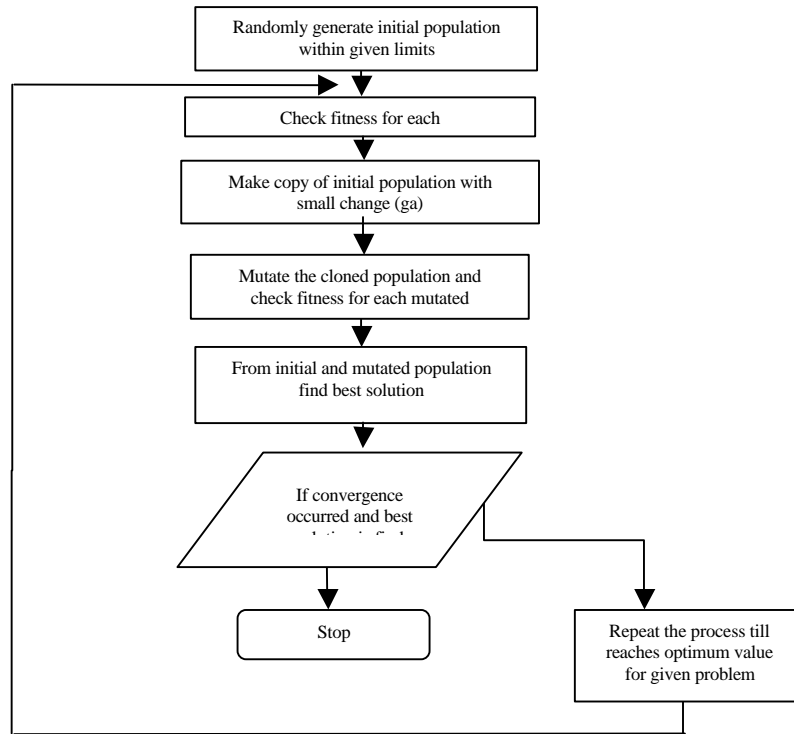 Randomly generate initial population
within given limits
Check fitness for each
Make copy of initial population with
small change (ga)
Mutate the cloned population and
check fitness for each mutated
From initial and mutated population
find best solution
If convergence
occurred and best
Stop
Repeat the process till
reaches optimum value
for given problem